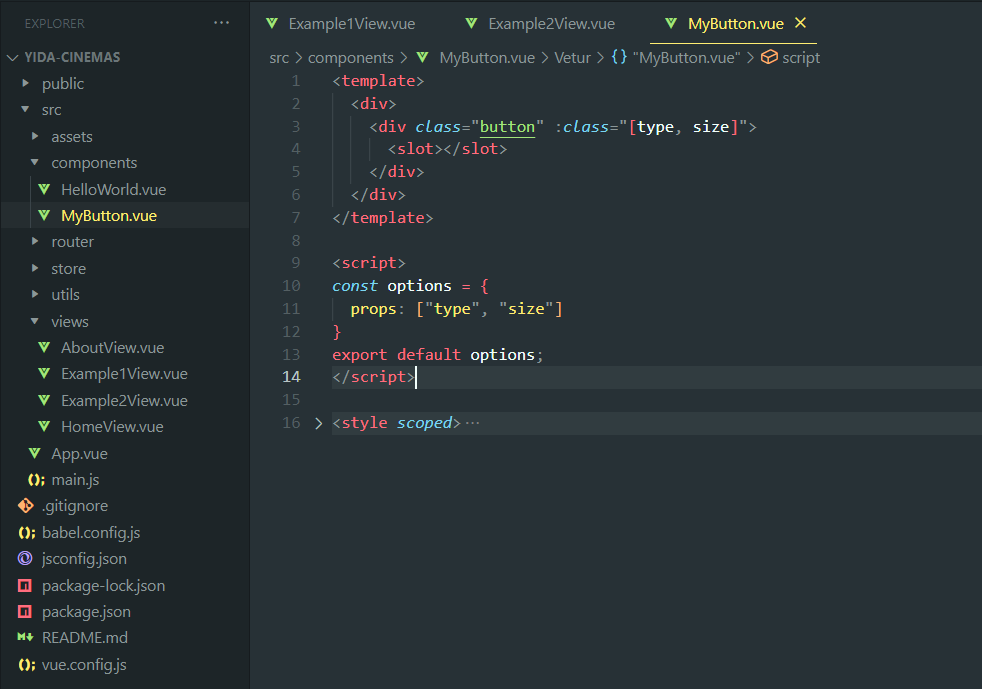 EXPLORER ···
YIDA-CINEMAS
public
src
assets
components
HelloWorld.vue
MyButton.vue
router
store
utils
views
AboutView.vue
Example1View.vue
Example2View.vue
HomeView.vue
App.vue
main.js
.gitignore
babel.config.js
jsconfig.json
package-lock.json
package.json
README.md
vue.config.js
Example1View.vue Example2View.vue MyButton.vue ×
src > components > MyButton.vue > Vetur > {} "MyButton.vue" > script
1 <template>
2 <div>
3 <div class="button" :class="[type, size]">
4 <slot></slot>
5 </div>
6 </div>
7 </template>
8
9 <script>
10 const options = {
11 props: ["type", "size"]
12 }
13 export default options;
14 </script>
15
16 > <style scoped>···